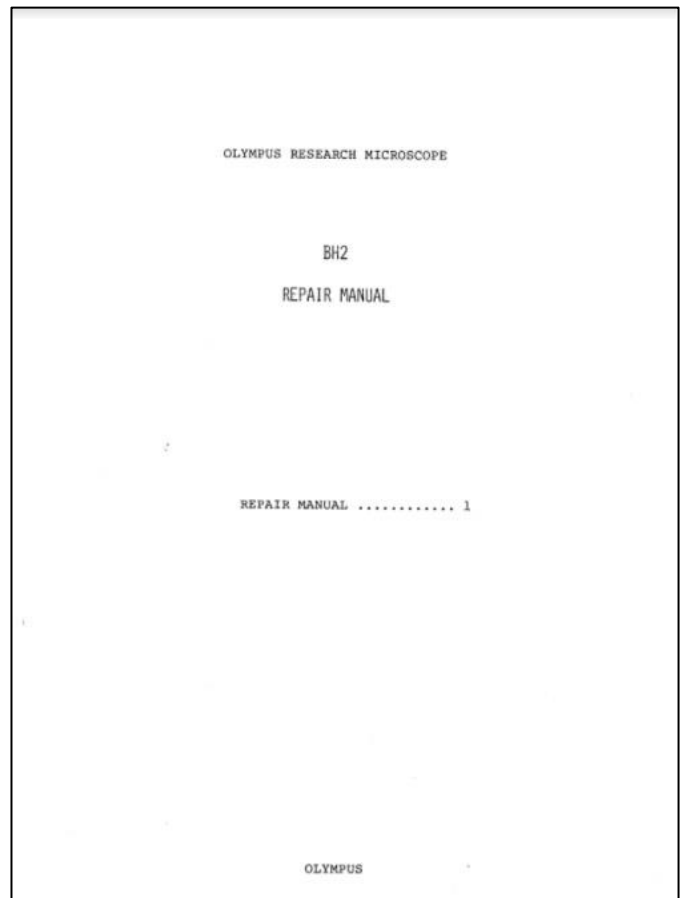 OLYMPUS RESEARCH MICROSCOPE
BH2
REPAIR MANUAL
REPAIR MANUAL ............ 1
OLYMPUS